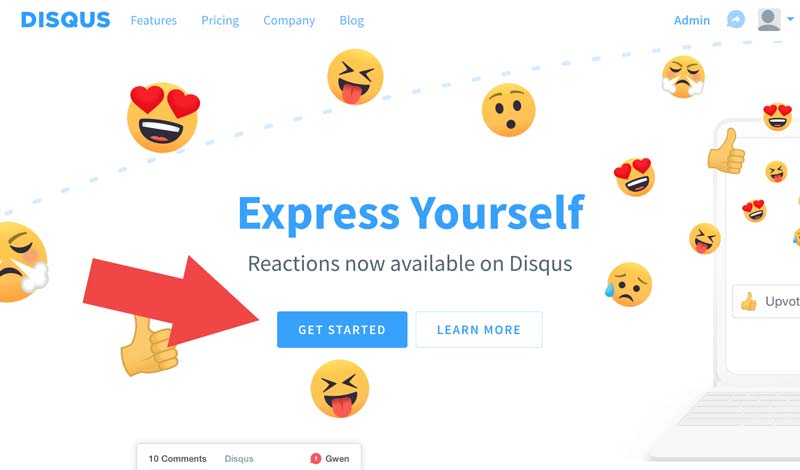 DISQUS Features Pricing Company Blog Admin
Express Yourself
Reactions now available on Disqus
GET STARTED LEARN MORE
Upvot
10 Comments Disqus 1 Gwen